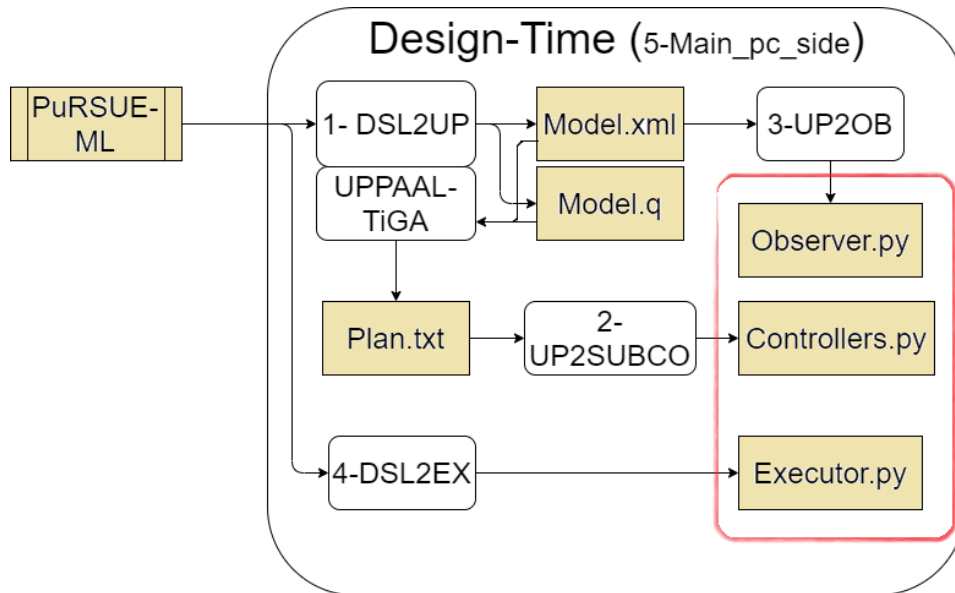 Design-Time (5-Main_pc_side)
PuRSUE-
ML
1- DSL2UP
Model.xml
3-UP2OB
UPPAAL-
TiGA
Model.q
Observer.py
Plan.txt
2-
UP2SUBCO
Controllers.py
4-DSL2EX
Executor.py